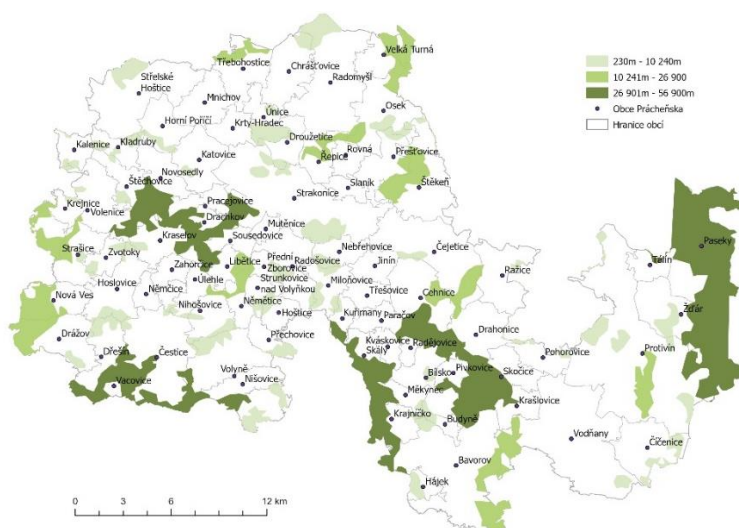 230m - 10 240m
10 241m - 26 900
26 901m - 56 900m
Obce Prácheňska
Hranice obcí
Velká Turná
Třebohostice
Chrášťovice
Radomyšl
Střelské
Hoštice
Mnichov
Osek
Únice
Horní Poříčí
Krty-Hradec
Droužetice
Kalenice
Kladruby
Katovice
Řepice
Rovná
Přešťovice
Štěchovice
Novosedly
Slaník
Štěkeň
Strakonice
Krejnice
Volenice
Pracejovice
Drachkov
Mutěnice
Kraselov
Sousedovice
Strašice
Zvotoky
Nebřehovice
Čejetice
Paseky
Zahorčice
Libětice
Přední
Zborovice
Radošovice
Jinín
Tálín
Hoslovice
Úlehle
Strunkovice
nad Volyňkou
Miloňovice
Ražice
Nová Ves
Němčice
Třešovice
Cehnice
Nihošovice
Němětice
Hoštice
Kuřimany
Paračov
Žďár
Drážov
Přechovice
Drahonice
Kváskovice
Skály
Radějovice
Pohorovice
Protivín
Dřešín
Čestice
Volyně
Nišovice
Bílsko
Pivkovice
Skočice
Vacovice
Měkynec
Krašlovice
Krajníčko
Budyně
Vodňany
Číčenice
Bavorov
Hájek
0 3 6 12 km